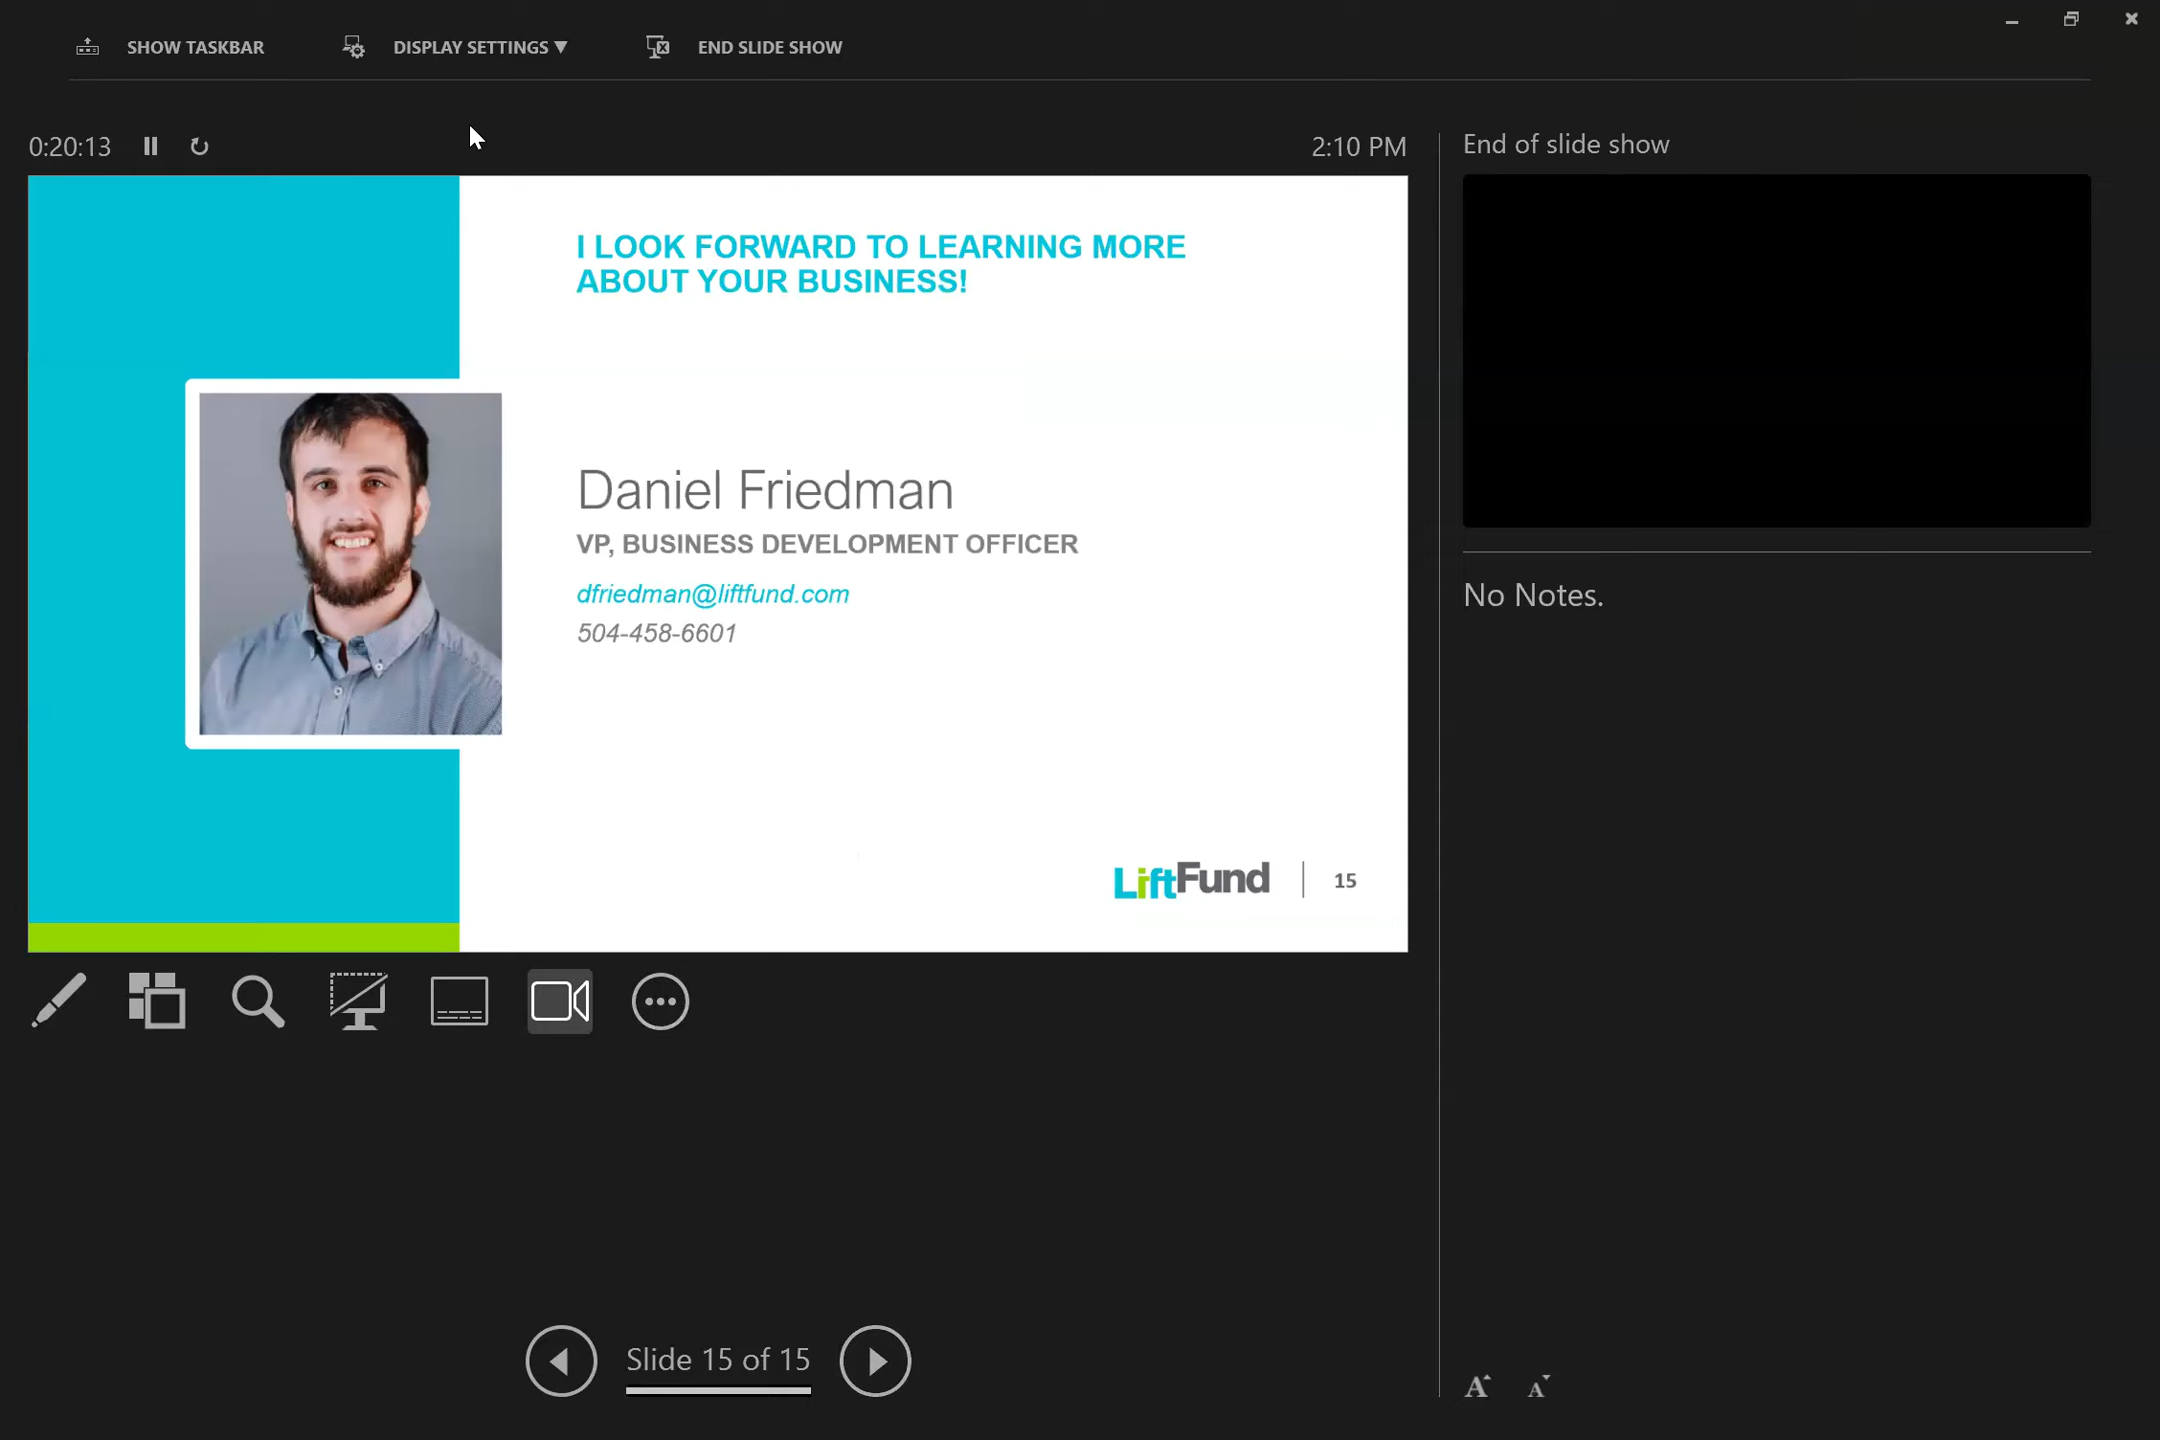 SHOW TASKBAR
DISPLAY SETTINGS ▼
END SLIDE SHOW
0:20:13
2:10 PM
I LOOK FORWARD TO LEARNING MORE
ABOUT YOUR BUSINESS!
Daniel Friedman
VP, BUSINESS DEVELOPMENT OFFICER
dfriedman@liftfund.com
504-458-6601
LiftFund
15
Slide 15 of 15
End of slide show
No Notes.
A A